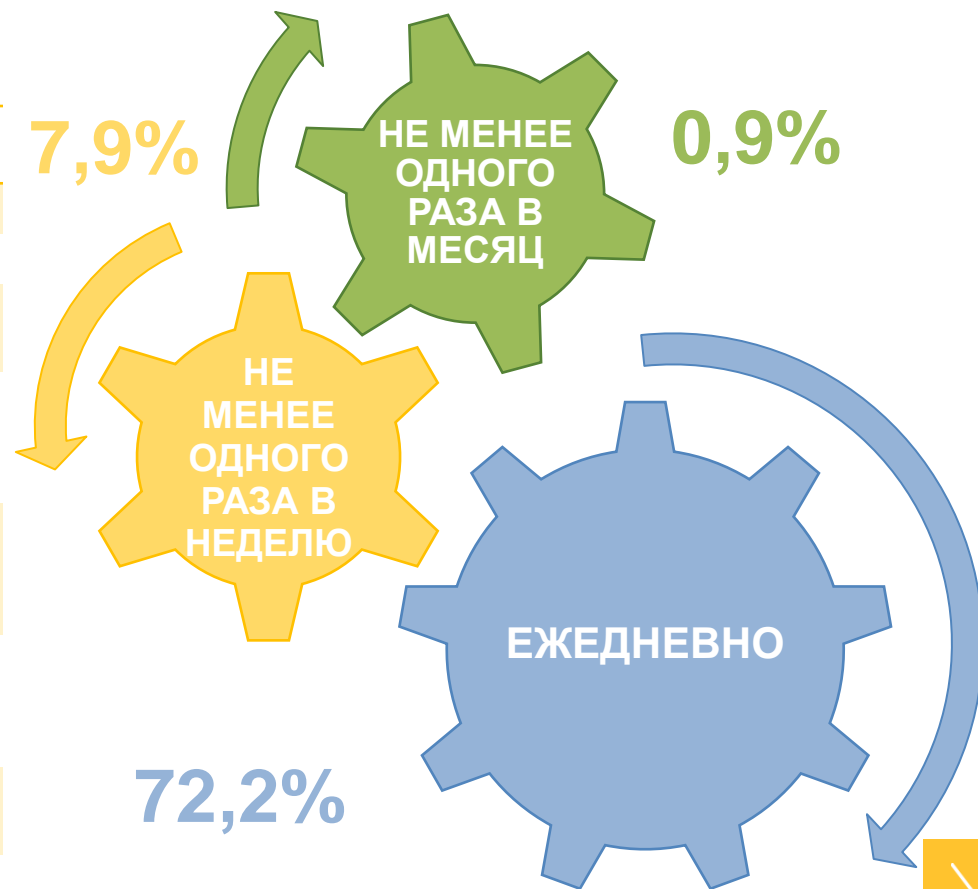 7,9%
НЕ МЕНЕЕ
ОДНОГО
РАЗА В
МЕСЯЦ
0,9%
НЕ
МЕНЕЕ
ОДНОГО
РАЗА В
НЕДЕЛЮ
ЕЖЕДНЕВНО
72,2%